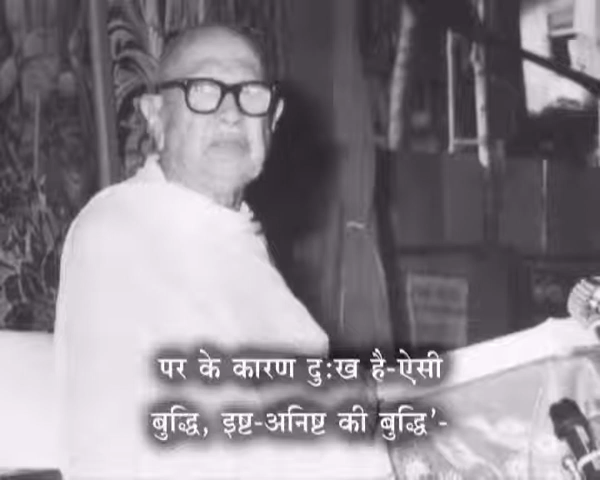 पर के कारण दुःख है-ऐसी
बुद्धि, इष्ट-अनिष्ट की बुद्धि'-